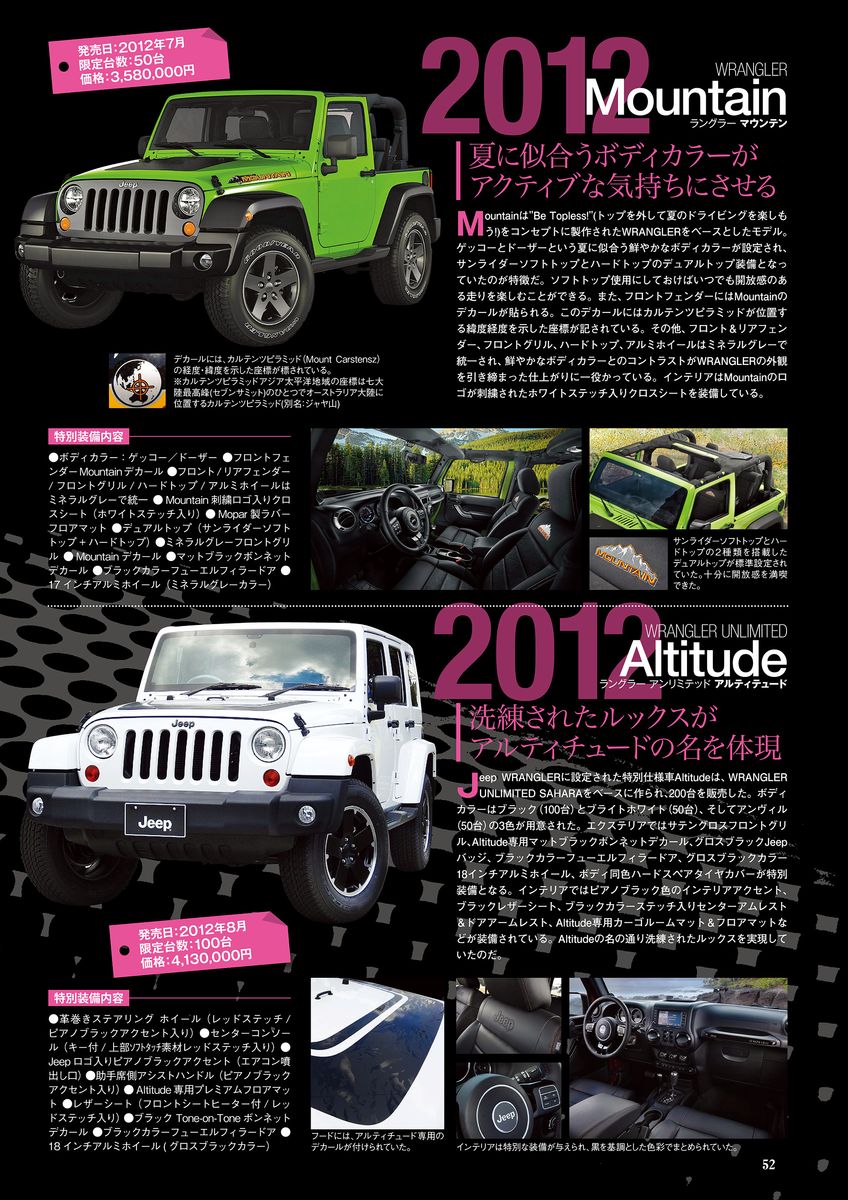 発売日：2012年7月
限定台数：50台
価格：3,580,000円
2012
WRANGLER
Mountain
ラングラー マウンテン
夏に似合うボディカラーが
アクティブな気持ちにさせる
Mountainは"Be Topless!"(トップを外して夏のドライビングを楽しも
う!)をコンセプトに製作されたWRANGLERをベースとしたモデル。
ゲッコーとドーザーという夏に似合う鮮やかなボディカラーが設定され、
サンライダーソフトトップとハードトップのデュアルトップ装備となっ
ていたのが特徴だ。ソフトトップ使用にしておけばいつでも開放感のあ
る走りを楽しむことができる。また、フロントフェンダーにはMountainの
デカールが貼られる。このデカールにはカルテンツピラミッドが位置す
る緯度経度を示した座標が記されている。その他、フロント＆リアフェン
ダー、フロントグリル、ハードトップ、アルミホイールはミネラルグレーで
統一され、鮮やかなボディカラーとのコントラストがWRANGLERの外観
を引き締まった仕上がりに一役かっている。インテリアはMountainのロ
ゴが刺繍されたホワイトステッチ入りクロスシートを装備している。
Jeep
MOUNTAIN
GOODYEAR
デカールには、カルテンツピラミッド（Mount Carstensz）
の経度・緯度を示した座標が標されている。
※カルテンツピラミッドアジア太平洋地域の座標は七大
陸最高峰(セブンサミット)のひとつでオーストラリア大陸に
位置するカルテンツピラミッド(別名：ジャヤ山)
特別装備内容
●ボディカラー：ゲッコー／ドーザー ●フロントフェ
ンダー Mountainデカール ●フロント / リアフェンダー
/ フロントグリル / ハードトップ / アルミホイールは
ミネラルグレーで統一 ● Mountain 刺繍ロゴ入りクロ
スシート（ホワイトステッチ入り）● Mopar 製ラバー
フロアマット ●デュアルトップ（サンライダーソフト
トップ＋ハードトップ）●ミネラルグレーフロントグリ
ル ● Mountain デカール ●マットブラックボンネット
デカール ●ブラックカラーフューエルフィラードア ●
17 インチアルミホイール（ミネラルグレーカラー）
MOUNTAIN
サンライダーソフトトップとハー
ドトップの２種類を搭載した
デュアルトップが標準設定され
ていた。十分に開放感を満喫
できた。
2012
WRANGLER UNLIMITED
Altitude
ラングラー アンリミテッド アルティテュード
洗練されたルックスが
アルティチュードの名を体現
Jeep WRANGLERに設定された特別仕様車Altitudeは、WRANGLER
UNLIMITED SAHARAをベースに作られ、200台を販売した。ボディ
カラーはブラック（100台）とブライトホワイト（50台）、そしてアンヴィル
（50台）の3色が用意された。エクステリアではサテングロスフロントグリ
ル、Altitude専用マットブラックボンネットデカール、グロスブラックJeep
バッジ、ブラックカラーフューエルフィラードア、グロスブラックカラー
18インチアルミホイール、ボディ同色ハードスペアタイヤカバーが特別
装備となる。インテリアではピアノブラック色のインテリアアクセント、
ブラックレザーシート、ブラックカラーステッチ入りセンターアムレスト
＆ドアアームレスト、Altitude専用カーゴルームマット＆フロアマットな
どが装備されている。Altitudeの名の通り洗練されたルックスを実現して
いたのだ。
Jeep
Jeep
発売日：2012年8月
限定台数：100台
価格：4,130,000円
特別装備内容
●革巻きステアリング ホイール（レッドステッチ /
ピアノブラックアクセント入り）●センターコンソー
ル（キー付 / 上部ソフトタッチ素材レッドステッチ入り）●
Jeep ロゴ入りピアノブラックアクセント（エアコン噴
出し口）●助手席側アシストハンドル（ピアノブラック
アクセント入り）● Altitude 専用プレミアムフロアマッ
ト ●レザーシート（フロントシートヒーター付 / レッ
ドステッチ入り）●ブラック Tone-on-Tone ボンネット
デカール ●ブラックカラーフューエルフィラードア ●
18 インチアルミホイール ( グロスブラックカラー）
Jeep
フードには、アルティチュード専用の
デカールが付けられていた。
インテリアは特別な装備が与えられ、黒を基調とした色彩でまとめられていた。
52